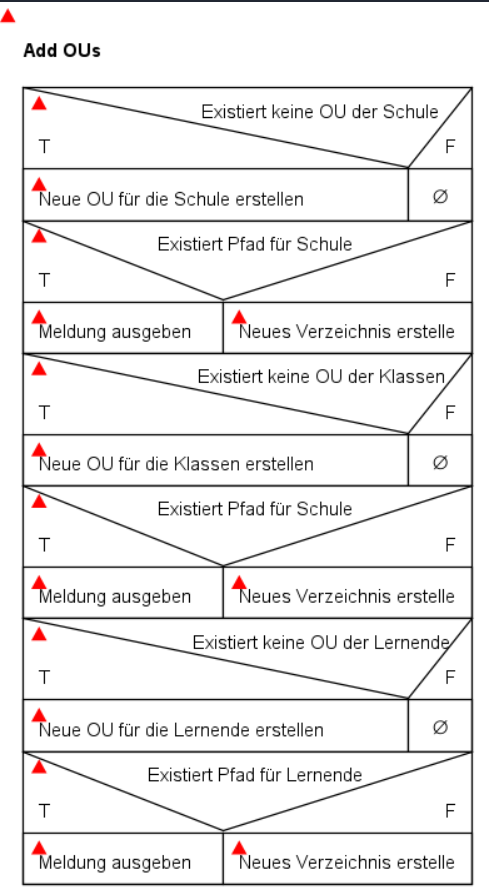 Add OUs
Existiert keine OU der Schule
T F
Neue OU für die Schule erstellen ∅
Existiert Pfad für Schule
T F
Meldung ausgeben Neues Verzeichnis erstelle
Existiert keine OU der Klassen
T F
Neue OU für die Klassen erstellen ∅
Existiert Pfad für Schule
T F
Meldung ausgeben Neues Verzeichnis erstelle
Existiert keine OU der Lernende
T F
Neue OU für die Lernende erstellen ∅
Existiert Pfad für Lernende
T F
Meldung ausgeben Neues Verzeichnis erstelle